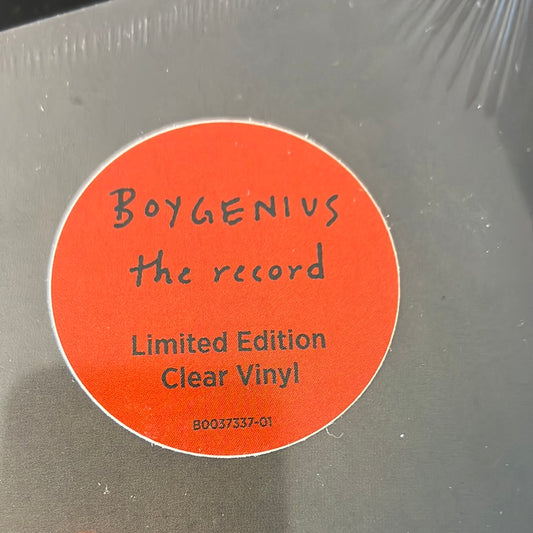 BOYGENIUS
the record
Limited Edition
Clear Vinyl
B0037337-01